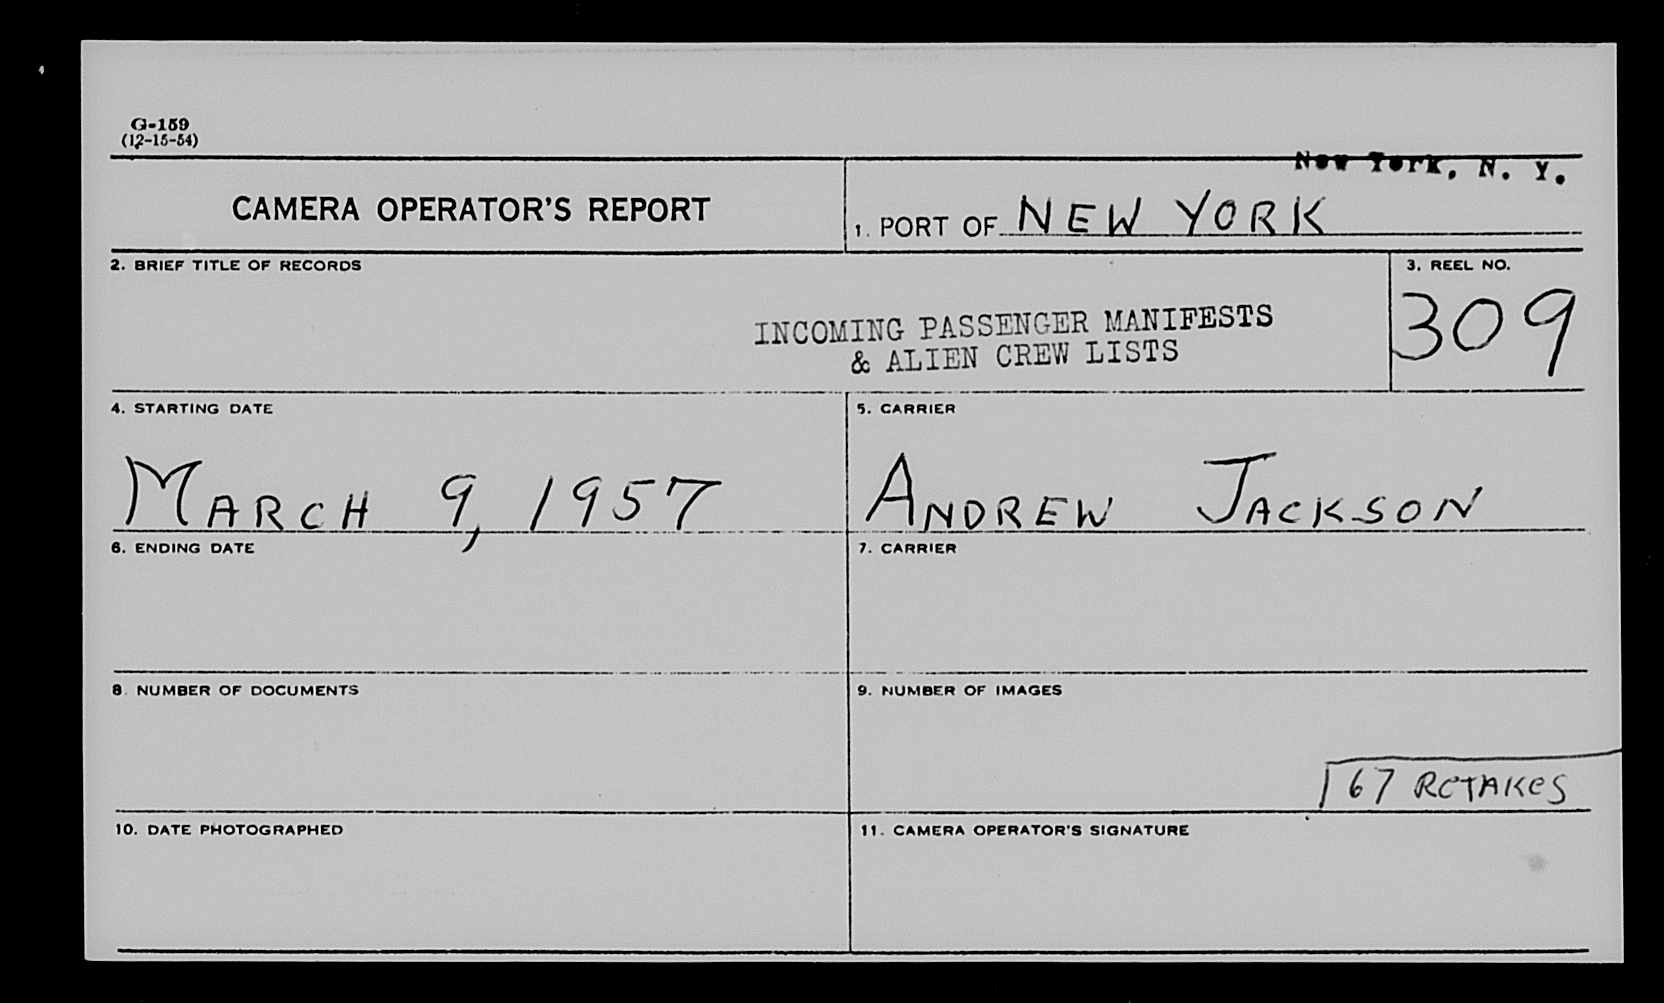 G-159
(12-15-54)
New York, N. Y.
CAMERA OPERATOR'S REPORT
1. PORT OF NEW YORK
2. BRIEF TITLE OF RECORDS
INCOMING PASSENGER MANIFESTS
& ALIEN CREW LISTS
3. REEL NO.
309
4. STARTING DATE
MARCH 9, 1957
5. CARRIER
ANDREW JACKSON
6. ENDING DATE
7. CARRIER
8. NUMBER OF DOCUMENTS
9. NUMBER OF IMAGES
67 RETAKES
10. DATE PHOTOGRAPHED
11. CAMERA OPERATOR'S SIGNATURE